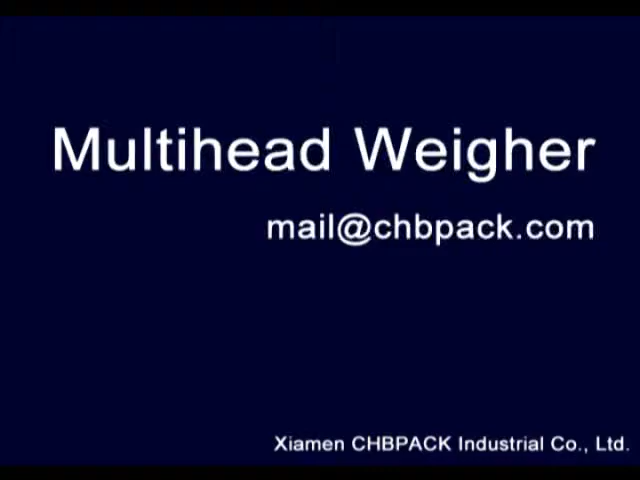 Multihead Weigher
mail@chbpack.com
Xiamen CHBPACK Industrial Co., Ltd.